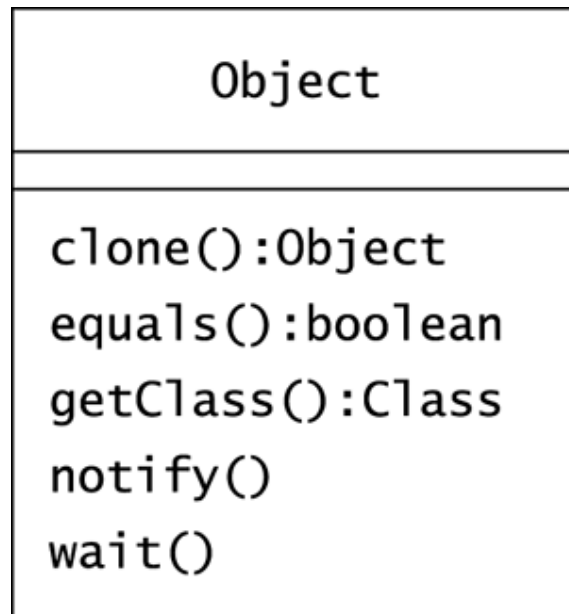 Object
clone():Object
equals():boolean
getClass():Class
notify()
wait()